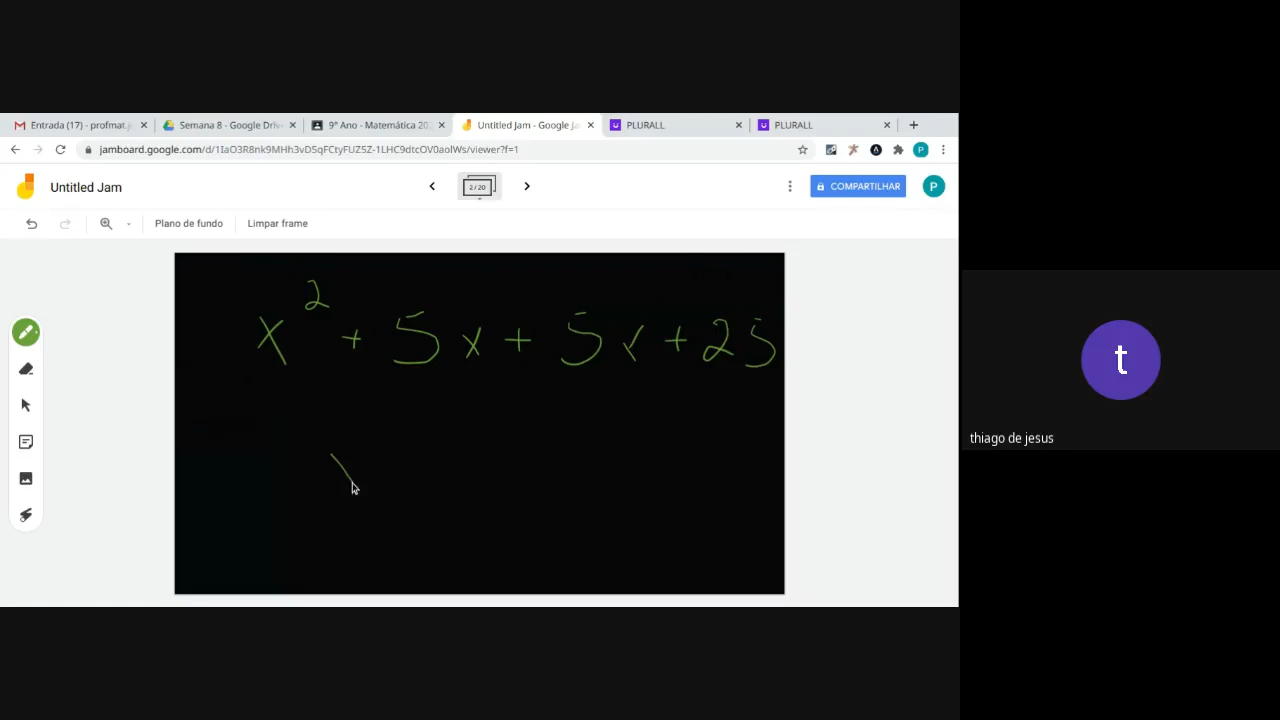 Entrada (17) - profmat.j
Semana 8 - Google Driv
9º Ano - Matemática 202
Untitled Jam - Google Ja
PLURALL
PLURALL
jamboard.google.com/d/1IaO3R8nk9MHh3vD5qFCtyFUZ5Z-1LHC9dtcOV0aolWs/viewer?f=1
Untitled Jam
2 / 20
COMPARTILHAR
P
Plano de fundo
Limpar frame
x² + 5x + 5x + 25
t
thiago de jesus